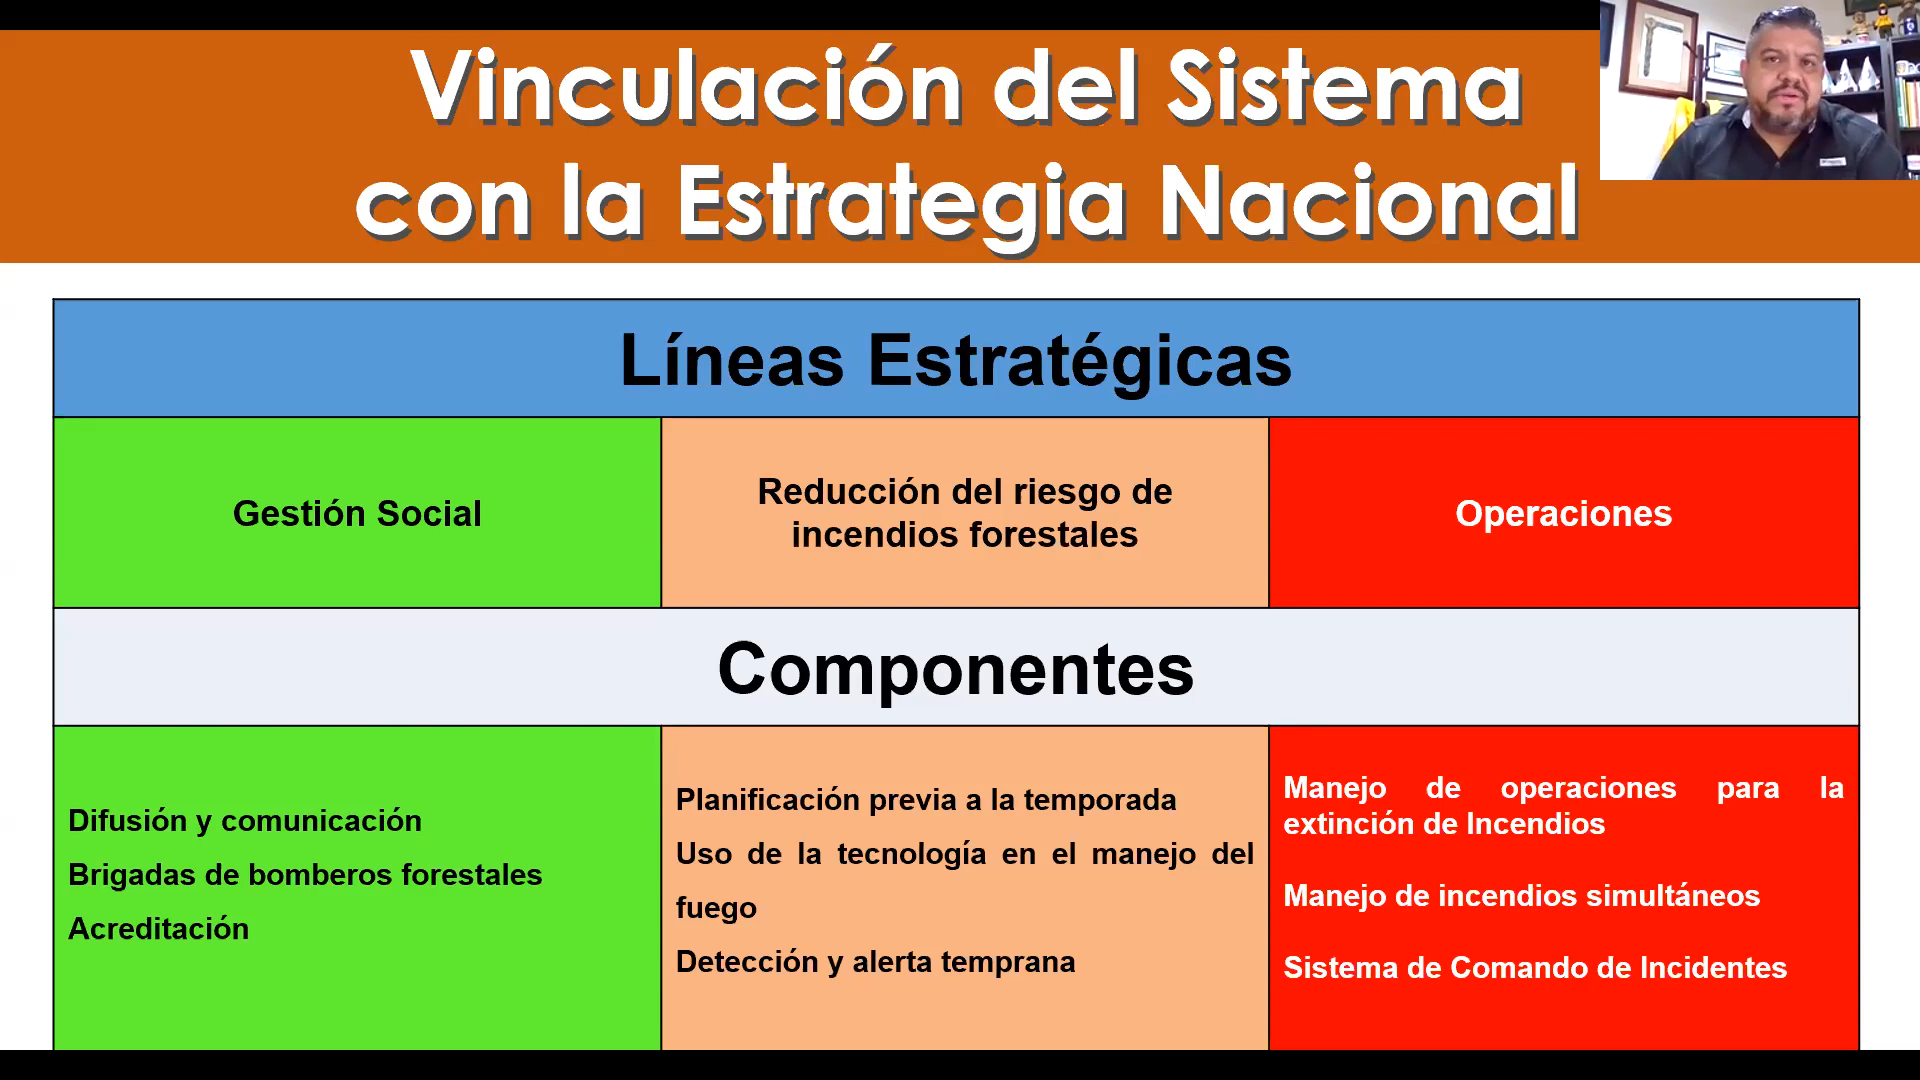 Vinculación del Sistema
con la Estrategia Nacional
Líneas Estratégicas
Gestión Social
Reducción del riesgo de
incendios forestales
Operaciones
Componentes
Difusión y comunicación
Brigadas de bomberos forestales
Acreditación
Planificación previa a la temporada
Uso de la tecnología en el manejo del
fuego
Detección y alerta temprana
Manejo de operaciones para la
extinción de Incendios
Manejo de incendios simultáneos
Sistema de Comando de Incidentes